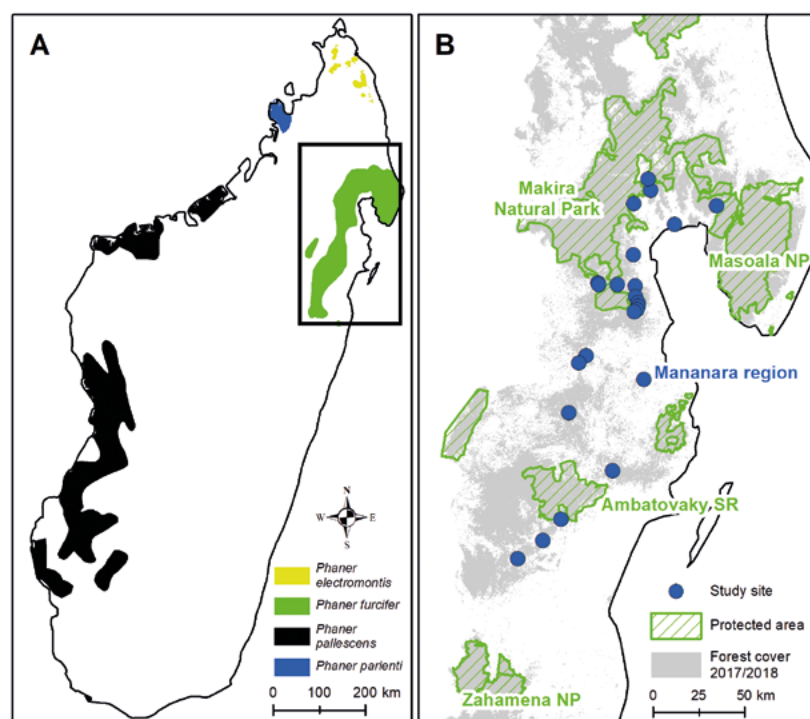 A
N
W E
S
Phaner
electromontis
Phaner furcifer
Phaner
pallescens
Phaner parienti
0 100 200 km
B
Makira
Natural Park
Masoala NP
Mananara region
Ambatovaky SR
Study site
Protected area
Forest cover
2017/2018
Zahamena NP
0 25 50 km